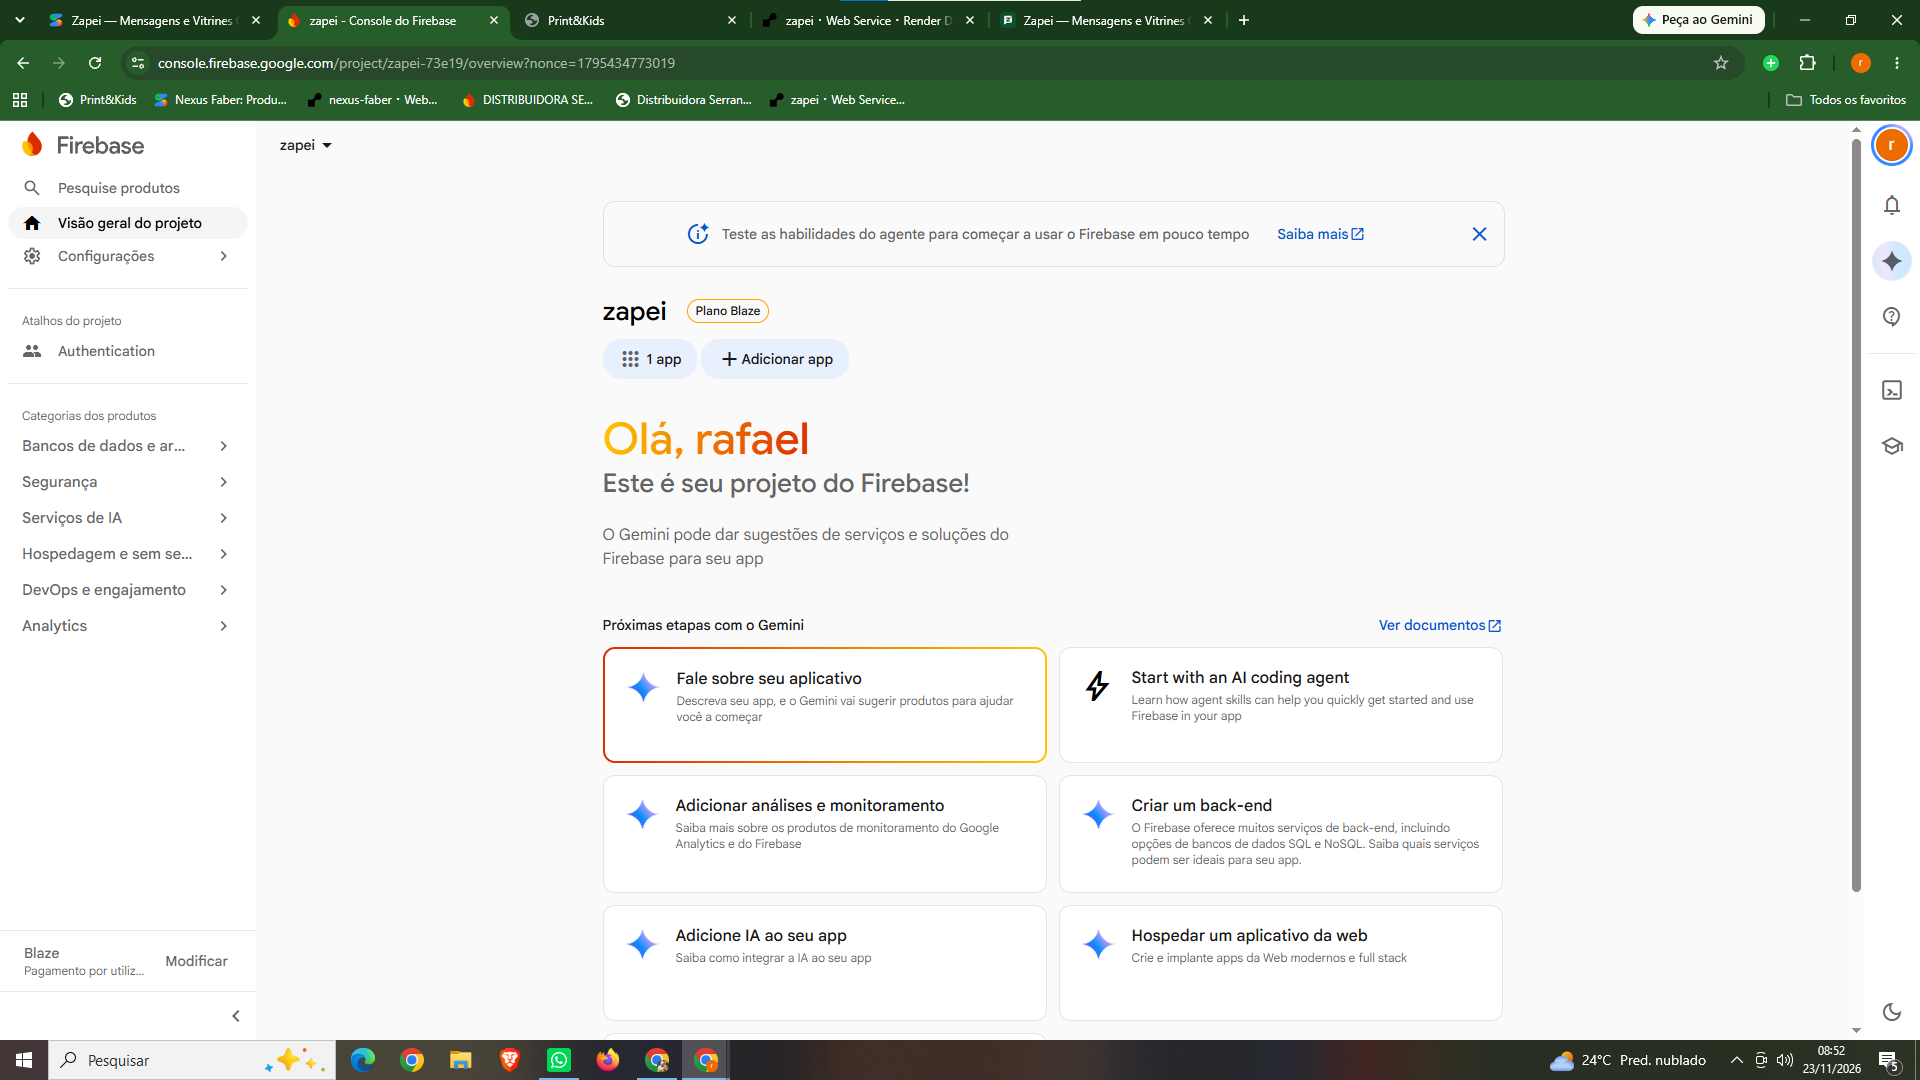 Zapei — Mensagens e Vitrines
zapei - Console do Firebase
Print&Kids
zapei · Web Service · Render D
Zapei — Mensagens e Vitrines
Peça ao Gemini
console.firebase.google.com/project/zapei-73e19/overview?nonce=1795434773019
r
Print&Kids
Nexus Faber: Produ...
nexus-faber · Web...
DISTRIBUIDORA SE...
Distribuidora Serran...
zapei · Web Service...
Todos os favoritos
Firebase
zapei
r
Pesquise produtos
Visão geral do projeto
Configurações
Atalhos do projeto
Authentication
Categorias dos produtos
Bancos de dados e ar...
Segurança
Serviços de IA
Hospedagem e sem se...
DevOps e engajamento
Analytics
Blaze
Pagamento por utiliz...
Modificar
Teste as habilidades do agente para começar a usar o Firebase em pouco tempo
Saiba mais
zapei
Plano Blaze
1 app
Adicionar app
Olá, rafael
Este é seu projeto do Firebase!
O Gemini pode dar sugestões de serviços e soluções do
Firebase para seu app
Próximas etapas com o Gemini
Ver documentos
Fale sobre seu aplicativo
Descreva seu app, e o Gemini vai sugerir produtos para ajudar
você a começar
Start with an AI coding agent
Learn how agent skills can help you quickly get started and use
Firebase in your app
Adicionar análises e monitoramento
Saiba mais sobre os produtos de monitoramento do Google
Analytics e do Firebase
Criar um back-end
O Firebase oferece muitos serviços de back-end, incluindo
opções de bancos de dados SQL e NoSQL. Saiba quais serviços
podem ser ideais para seu app.
Adicione IA ao seu app
Saiba como integrar a IA ao seu app
Hospedar um aplicativo da web
Crie e implante apps da Web modernos e full stack
Pesquisar
24°C Pred. nublado
08:52
23/11/2026
5